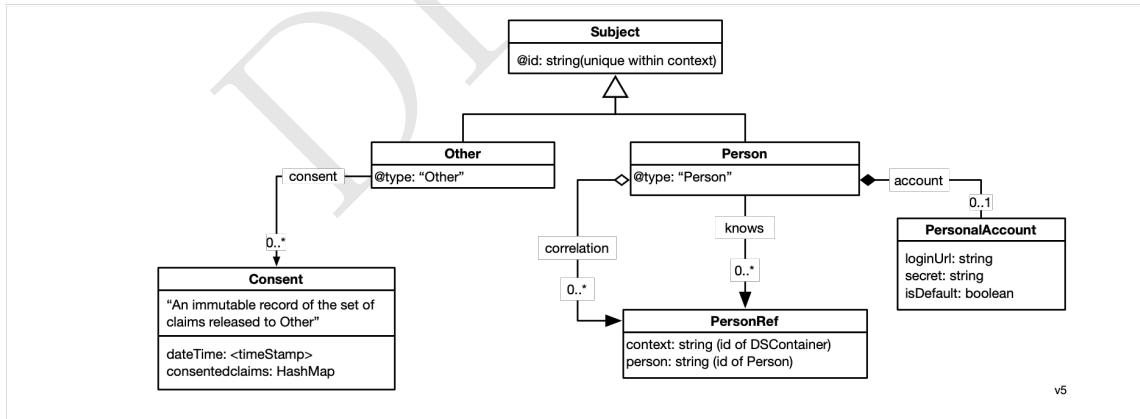 Subject
@id: string(unique within context)
Other
@type: “Other”
Person
@type: “Person”
consent
account
0..*
0..1
knows
correlation
PersonalAccount
loginUrl: string
secret: string
isDefault: boolean
0..*
0..*
Consent
“An immutable record of the set of
claims released to Other”
dateTime: <timeStamp>
consentedclaims: HashMap
PersonRef
context: string (id of DSContainer)
person: string (id of Person)
v5